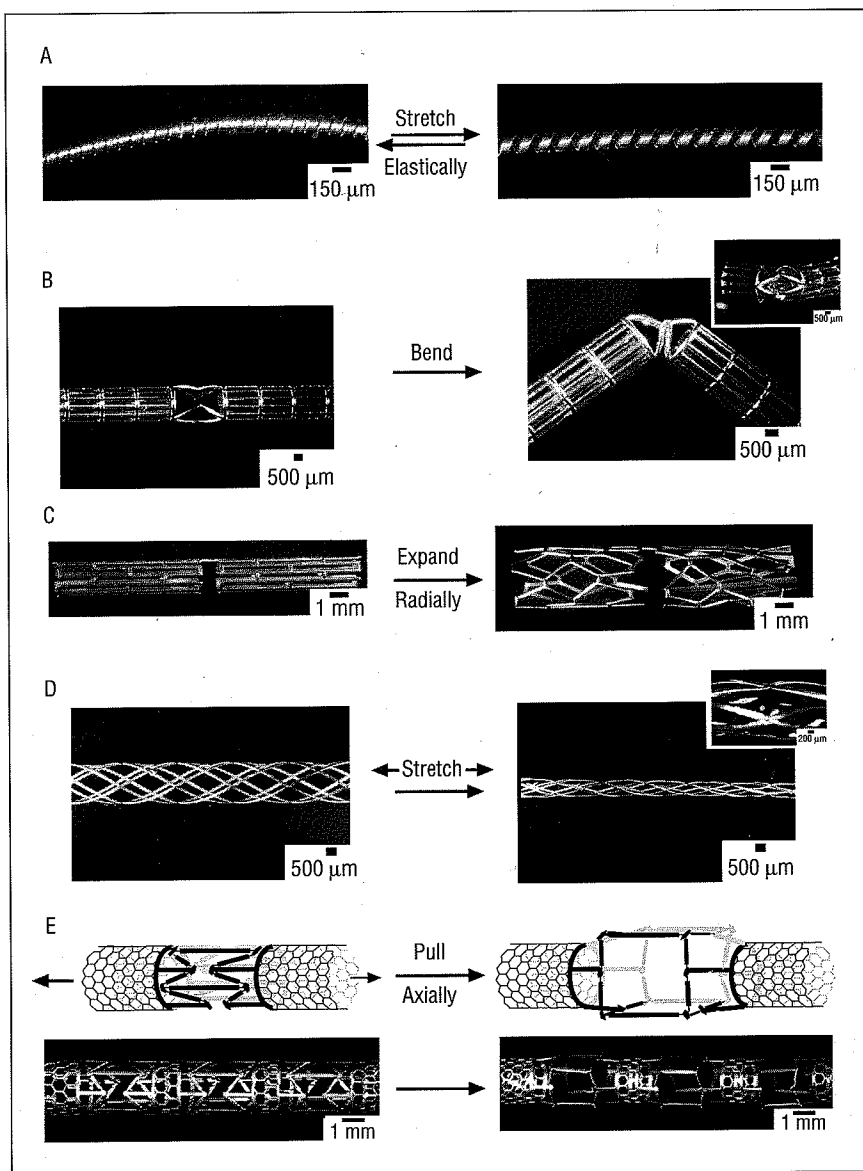 A
Stretch
Elastically
150 μm
150 μm
B
Bend
500 μm
500 μm
500 μm
C
Expand
Radially
1 mm
1 mm
D
Stretch
200 μm
500 μm
500 μm
E
Pull
Axially
1 mm
1 mm